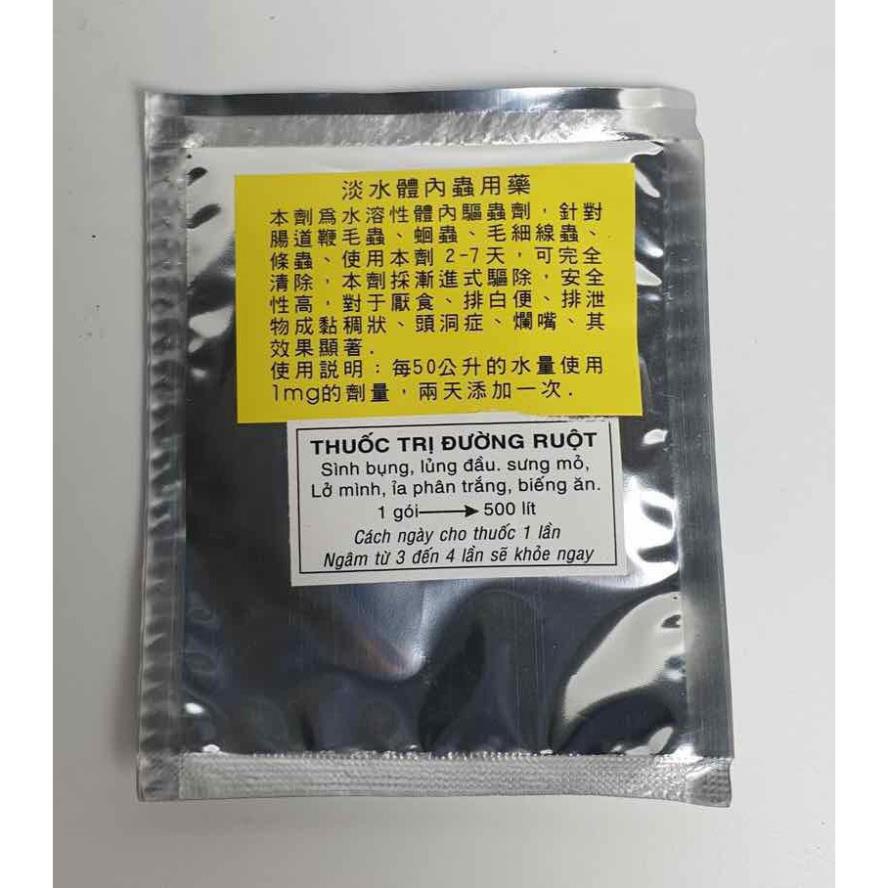 淡水體內蟲用藥
本劑爲水溶性體內驅蟲劑，針對
腸道鞭毛蟲、蛔蟲、毛細線蟲、
條蟲、使用本劑 2-7天，可完全
清除，本劑採漸進式驅除，安全
性高，對于厭食、排白便、排泄
物成黏稠狀、頭洞症、爛嘴、其
效果顯著.
使用説明：每50公升的水量使用
1mg的劑量，兩天添加一次.
THUỐC TRỊ ĐƯỜNG RUỘT
Sình bụng, lủng đầu. sưng mỏ,
Lở mình, ỉa phân trắng, biếng ăn.
1 gói→ 500 lít
Cách ngày cho thuốc 1 lần
Ngâm từ 3 đến 4 lần sẽ khỏe ngay